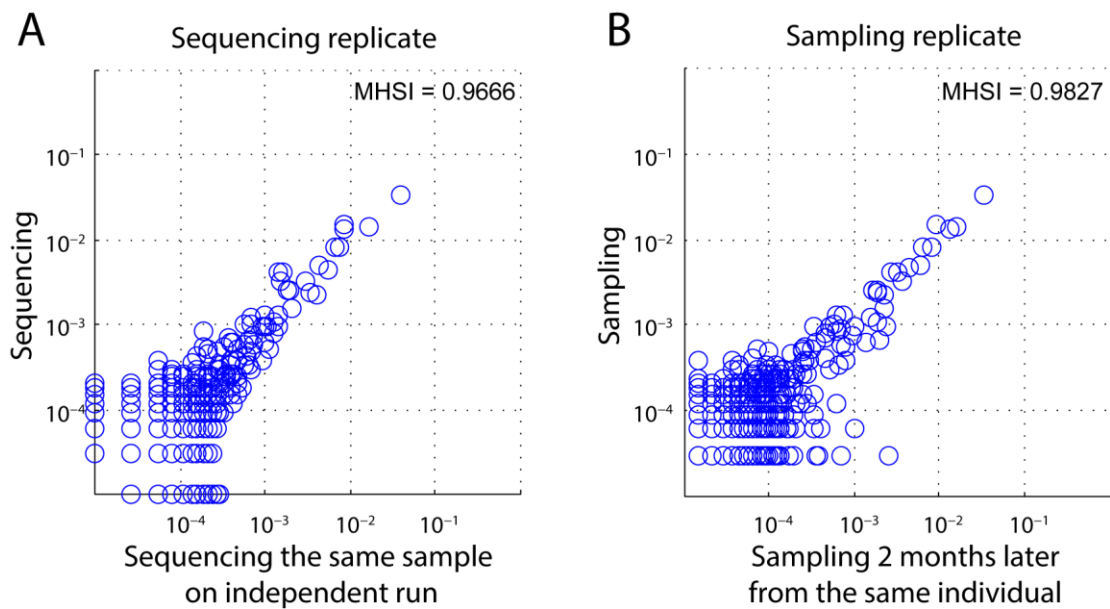 A
Sequencing replicate
MHSI = 0.9666
Sequencing
10⁻¹
10⁻²
10⁻³
10⁻⁴
10⁻⁴ 10⁻³ 10⁻² 10⁻¹
Sequencing the same sample
on independent run
B
Sampling replicate
MHSI = 0.9827
Sampling
10⁻¹
10⁻²
10⁻³
10⁻⁴
10⁻⁴ 10⁻³ 10⁻² 10⁻¹
Sampling 2 months later
from the same individual